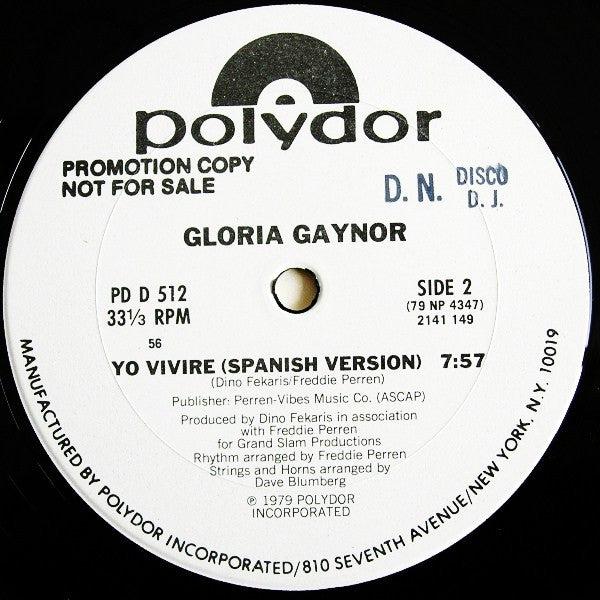 polydor
PROMOTION COPY
NOT FOR SALE
D. N. DISCO
D. J.
GLORIA GAYNOR
PD D 512
33⅓ RPM
56
SIDE 2
(79 NP 4347)
2141 149
YO VIVIRE (SPANISH VERSION) 7:57
(Dino Fekaris/Freddie Perren)
Publisher: Perren-Vibes Music Co. (ASCAP)
Produced by Dino Fekaris in association
with Freddie Perren
for Grand Slam Productions
Rhythm arranged by Freddie Perren
Strings and Horns arranged by
Dave Blumberg
℗ 1979 POLYDOR
INCORPORATED
MANUFACTURED BY POLYDOR INCORPORATED/810 SEVENTH AVENUE/NEW YORK, N.Y. 10019